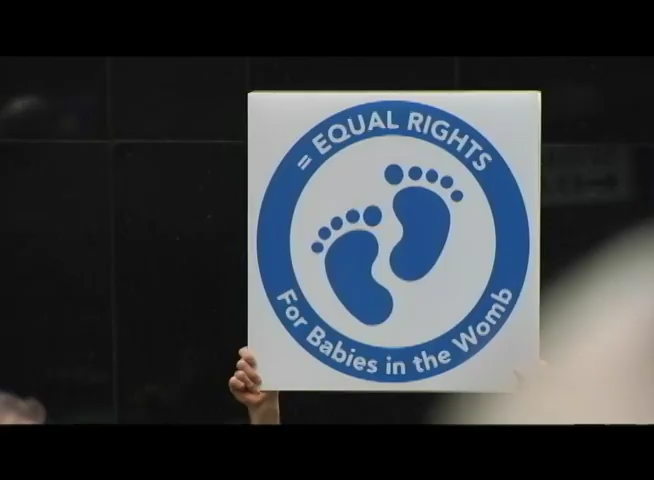 = EQUAL RIGHTS
For Babies in the Womb